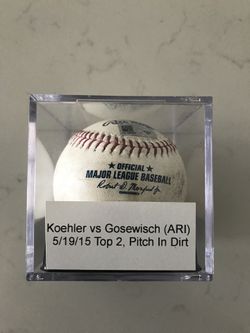 OFFICIAL
MAJOR LEAGUE BASEBALL
Koehler vs Gosewisch (ARI)
5/19/15 Top 2, Pitch In Dirt